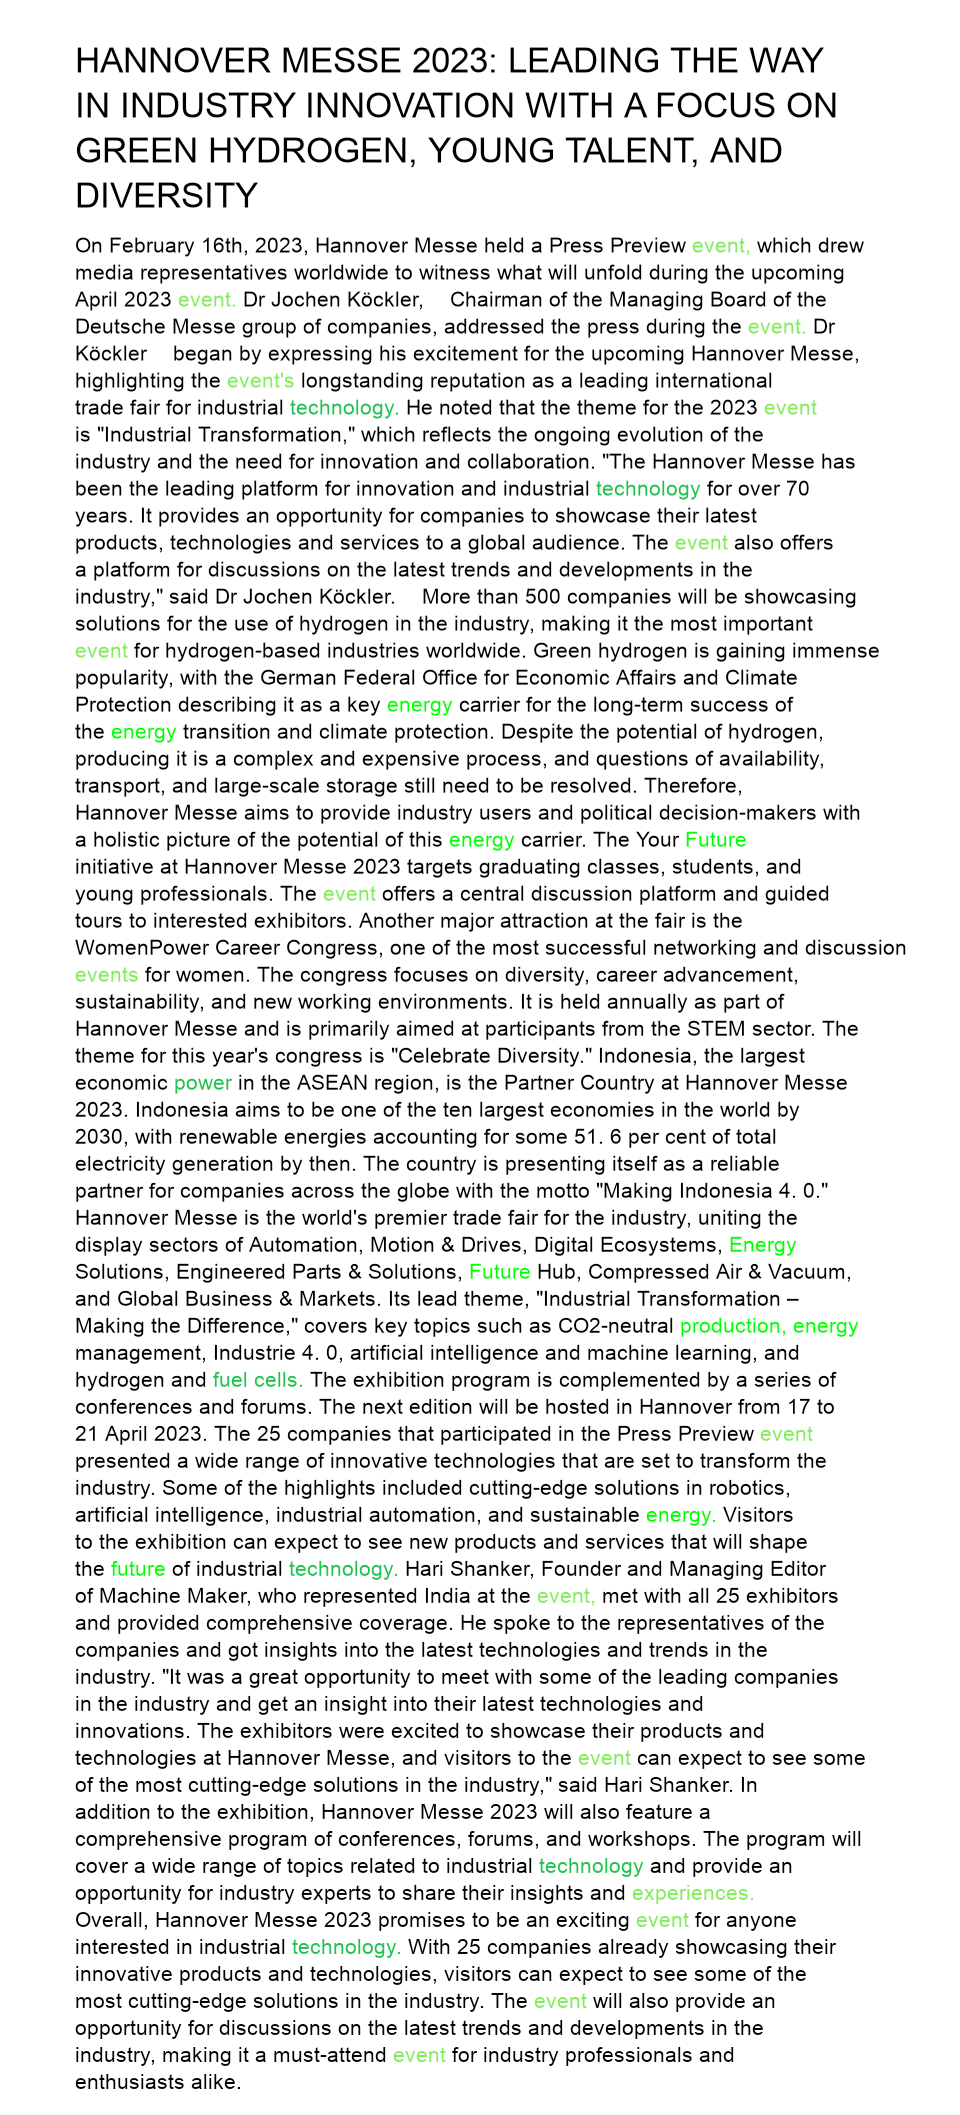 HANNOVER MESSE 2023: LEADING THE WAY
IN INDUSTRY INNOVATION WITH A FOCUS ON
GREEN HYDROGEN, YOUNG TALENT, AND
DIVERSITY
On February 16th, 2023, Hannover Messe held a Press Preview event, which drew
media representatives worldwide to witness what will unfold during the upcoming
April 2023 event. Dr Jochen Köckler, Chairman of the Managing Board of the
Deutsche Messe group of companies, addressed the press during the event. Dr
Köckler began by expressing his excitement for the upcoming Hannover Messe,
highlighting the event's longstanding reputation as a leading international
trade fair for industrial technology. He noted that the theme for the 2023 event
is "Industrial Transformation," which reflects the ongoing evolution of the
industry and the need for innovation and collaboration. "The Hannover Messe has
been the leading platform for innovation and industrial technology for over 70
years. It provides an opportunity for companies to showcase their latest
products, technologies and services to a global audience. The event also offers
a platform for discussions on the latest trends and developments in the
industry," said Dr Jochen Köckler. More than 500 companies will be showcasing
solutions for the use of hydrogen in the industry, making it the most important
event for hydrogen-based industries worldwide. Green hydrogen is gaining immense
popularity, with the German Federal Office for Economic Affairs and Climate
Protection describing it as a key energy carrier for the long-term success of
the energy transition and climate protection. Despite the potential of hydrogen,
producing it is a complex and expensive process, and questions of availability,
transport, and large-scale storage still need to be resolved. Therefore,
Hannover Messe aims to provide industry users and political decision-makers with
a holistic picture of the potential of this energy carrier. The Your Future
initiative at Hannover Messe 2023 targets graduating classes, students, and
young professionals. The event offers a central discussion platform and guided
tours to interested exhibitors. Another major attraction at the fair is the
WomenPower Career Congress, one of the most successful networking and discussion
events for women. The congress focuses on diversity, career advancement,
sustainability, and new working environments. It is held annually as part of
Hannover Messe and is primarily aimed at participants from the STEM sector. The
theme for this year's congress is "Celebrate Diversity." Indonesia, the largest
economic power in the ASEAN region, is the Partner Country at Hannover Messe
2023. Indonesia aims to be one of the ten largest economies in the world by
2030, with renewable energies accounting for some 51. 6 per cent of total
electricity generation by then. The country is presenting itself as a reliable
partner for companies across the globe with the motto "Making Indonesia 4. 0."
Hannover Messe is the world's premier trade fair for the industry, uniting the
display sectors of Automation, Motion & Drives, Digital Ecosystems, Energy
Solutions, Engineered Parts & Solutions, Future Hub, Compressed Air & Vacuum,
and Global Business & Markets. Its lead theme, "Industrial Transformation –
Making the Difference," covers key topics such as CO2-neutral production, energy
management, Industrie 4. 0, artificial intelligence and machine learning, and
hydrogen and fuel cells. The exhibition program is complemented by a series of
conferences and forums. The next edition will be hosted in Hannover from 17 to
21 April 2023. The 25 companies that participated in the Press Preview event
presented a wide range of innovative technologies that are set to transform the
industry. Some of the highlights included cutting-edge solutions in robotics,
artificial intelligence, industrial automation, and sustainable energy. Visitors
to the exhibition can expect to see new products and services that will shape
the future of industrial technology. Hari Shanker, Founder and Managing Editor
of Machine Maker, who represented India at the event, met with all 25 exhibitors
and provided comprehensive coverage. He spoke to the representatives of the
companies and got insights into the latest technologies and trends in the
industry. "It was a great opportunity to meet with some of the leading companies
in the industry and get an insight into their latest technologies and
innovations. The exhibitors were excited to showcase their products and
technologies at Hannover Messe, and visitors to the event can expect to see some
of the most cutting-edge solutions in the industry," said Hari Shanker. In
addition to the exhibition, Hannover Messe 2023 will also feature a
comprehensive program of conferences, forums, and workshops. The program will
cover a wide range of topics related to industrial technology and provide an
opportunity for industry experts to share their insights and experiences.
Overall, Hannover Messe 2023 promises to be an exciting event for anyone
interested in industrial technology. With 25 companies already showcasing their
innovative products and technologies, visitors can expect to see some of the
most cutting-edge solutions in the industry. The event will also provide an
opportunity for discussions on the latest trends and developments in the
industry, making it a must-attend event for industry professionals and
enthusiasts alike.